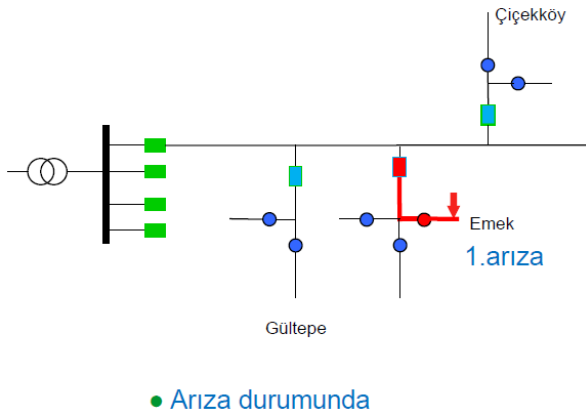 Çiçekköy
Emek
1.arıza
Gültepe
● Arıza durumunda